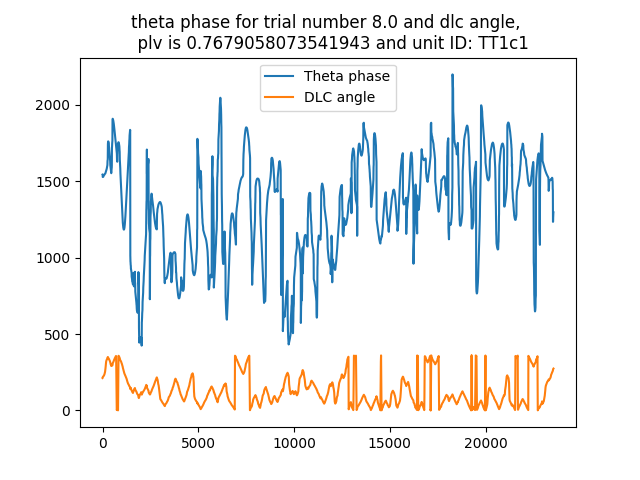 theta phase for trial number 8.0 and dlc angle,
plv is 0.7679058073541943 and unit ID: TT1c1
Theta phase
DLC angle
2000
1500
1000
500
0
0 5000 10000 15000 20000